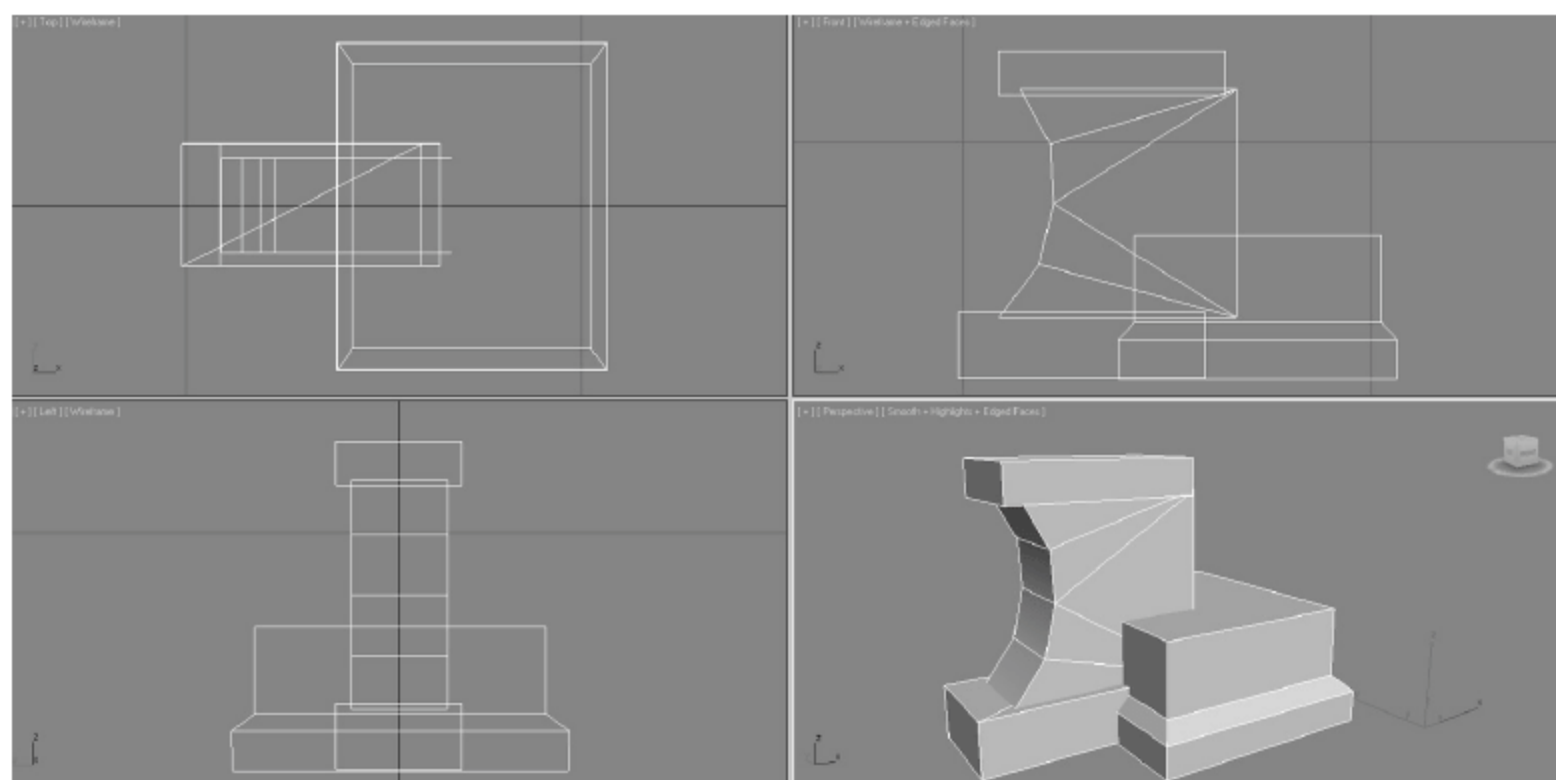 [+] [Top] [Wireframe]
[+] [Front] [Wireframe + Edged Faces]
z x
z x
[+] [Left] [Wireframe]
[+] [Perspective] [Smooth + Highlights + Edged Faces]
z
z x